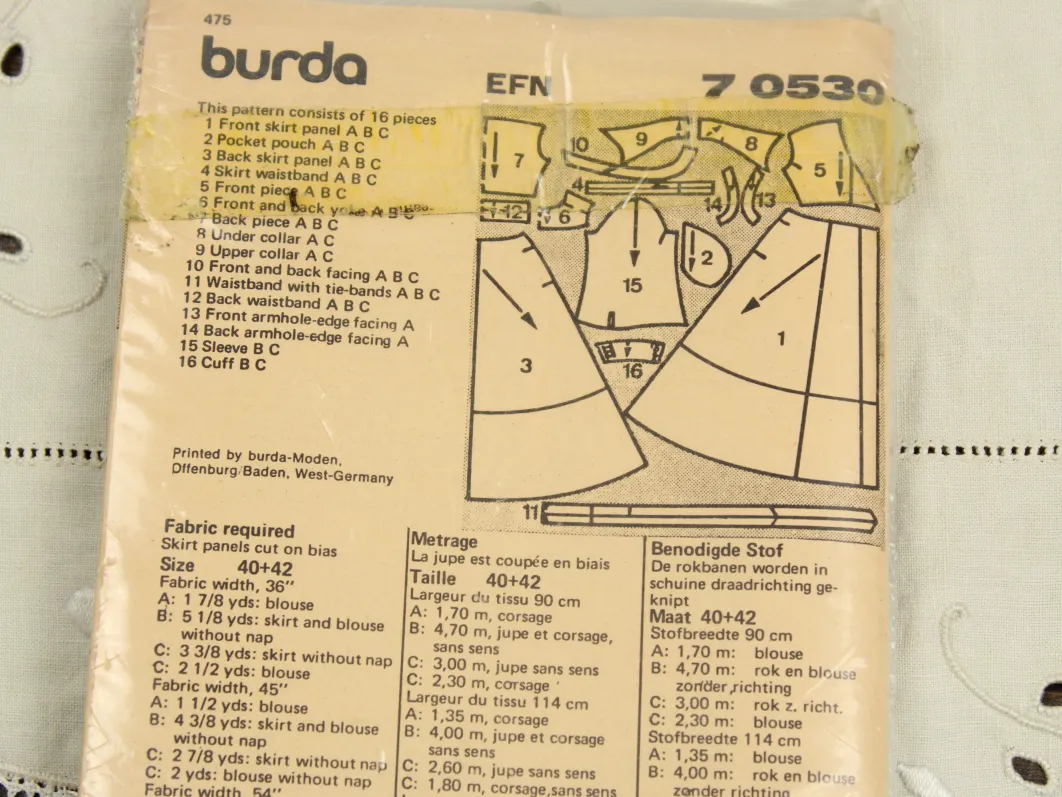 475
burda
EFN 7 0530
This pattern consists of 16 pieces
1 Front skirt panel A B C
2 Pocket pouch A B C
3 Back skirt panel A B C
4 Skirt waistband A B C
5 Front piece A B C
6 Front and back yoke A B C
7 Back piece A B C
8 Under collar A C
9 Upper collar A C
10 Front and back facing A B C
11 Waistband with tie-bands A B C
12 Back waistband A B C
13 Front armhole-edge facing A
14 Back armhole-edge facing A
15 Sleeve B C
16 Cuff B C
7
10
9
8
5
4
14
13
12
6
15
2
3
16
1
11
Printed by burda-Moden,
Offenburg/Baden, West-Germany
Fabric required
Skirt panels cut on bias
Size 40+42
Fabric width, 36"
A: 1 7/8 yds: blouse
B: 5 1/8 yds: skirt and blouse
without nap
C: 3 3/8 yds: skirt without nap
C: 2 1/2 yds: blouse
Fabric width, 45"
A: 1 1/2 yds: blouse
B: 4 3/8 yds: skirt and blouse
without nap
C: 2 7/8 yds: skirt without nap
C: 2 yds: blouse without nap
Fabric width, 54"
Metrage
La jupe est coupée en biais
Taille 40+42
Largeur du tissu 90 cm
A: 1,70 m, corsage
B: 4,70 m, jupe et corsage,
sans sens
C: 3,00 m, jupe sans sens
C: 2,30 m, corsage
Largeur du tissu 114 cm
A: 1,35 m, corsage
B: 4,00 m, jupe et corsage
sans sens
C: 2,60 m, jupe sans sens
C: 1,80 m, corsage,sans sens
Benodigde Stof
De rokbanen worden in
schuine draadrichting ge-
knipt
Maat 40+42
Stofbreedte 90 cm
A: 1,70 m: blouse
B: 4,70 m: rok en blouse
zonder richting
C: 3,00 m: rok z. richt.
C: 2,30 m: blouse
Stofbreedte 114 cm
A: 1,35 m: blouse
B: 4,00 m: rok en blouse
zonder richting